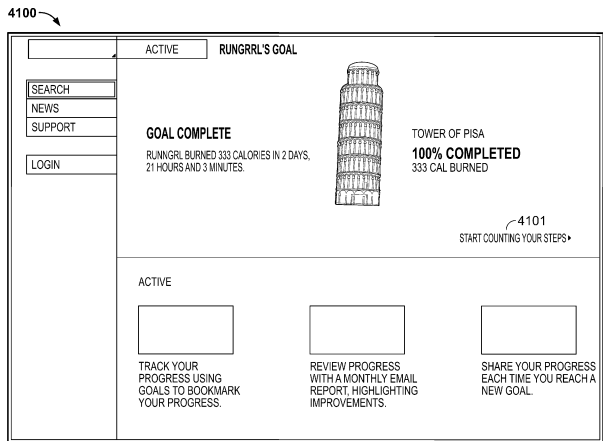 4100
ACTIVE
RUNGRRL'S GOAL
SEARCH
NEWS
SUPPORT
LOGIN
GOAL COMPLETE
RUNNGRL BURNED 333 CALORIES IN 2 DAYS,
21 HOURS AND 3 MINUTES.
TOWER OF PISA
100% COMPLETED
333 CAL BURNED
4101
START COUNTING YOUR STEPS
ACTIVE
TRACK YOUR
PROGRESS USING
GOALS TO BOOKMARK
YOUR PROGRESS.
REVIEW PROGRESS
WITH A MONTHLY EMAIL
REPORT, HIGHLIGHTING
IMPROVEMENTS.
SHARE YOUR PROGRESS
EACH TIME YOU REACH A
NEW GOAL.